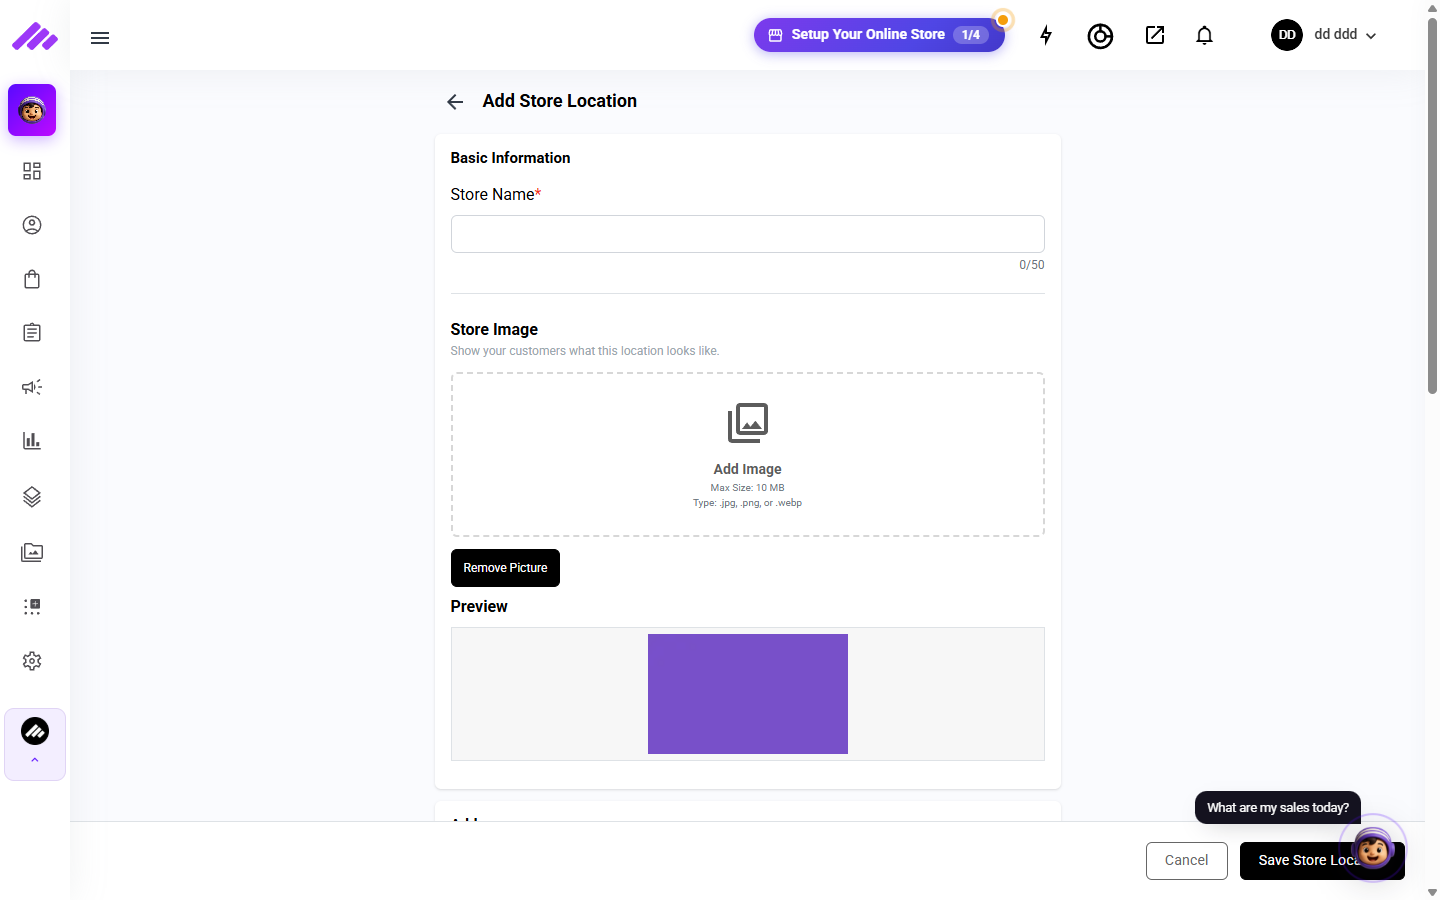 Setup Your Online Store 1/4
DD dd ddd
Add Store Location
Basic Information
Store Name*
0/50
Store Image
Show your customers what this location looks like.
Add Image
Max Size: 10 MB
Type: .jpg, .png, or .webp
Remove Picture
Preview
What are my sales today?
Cancel
Save Store